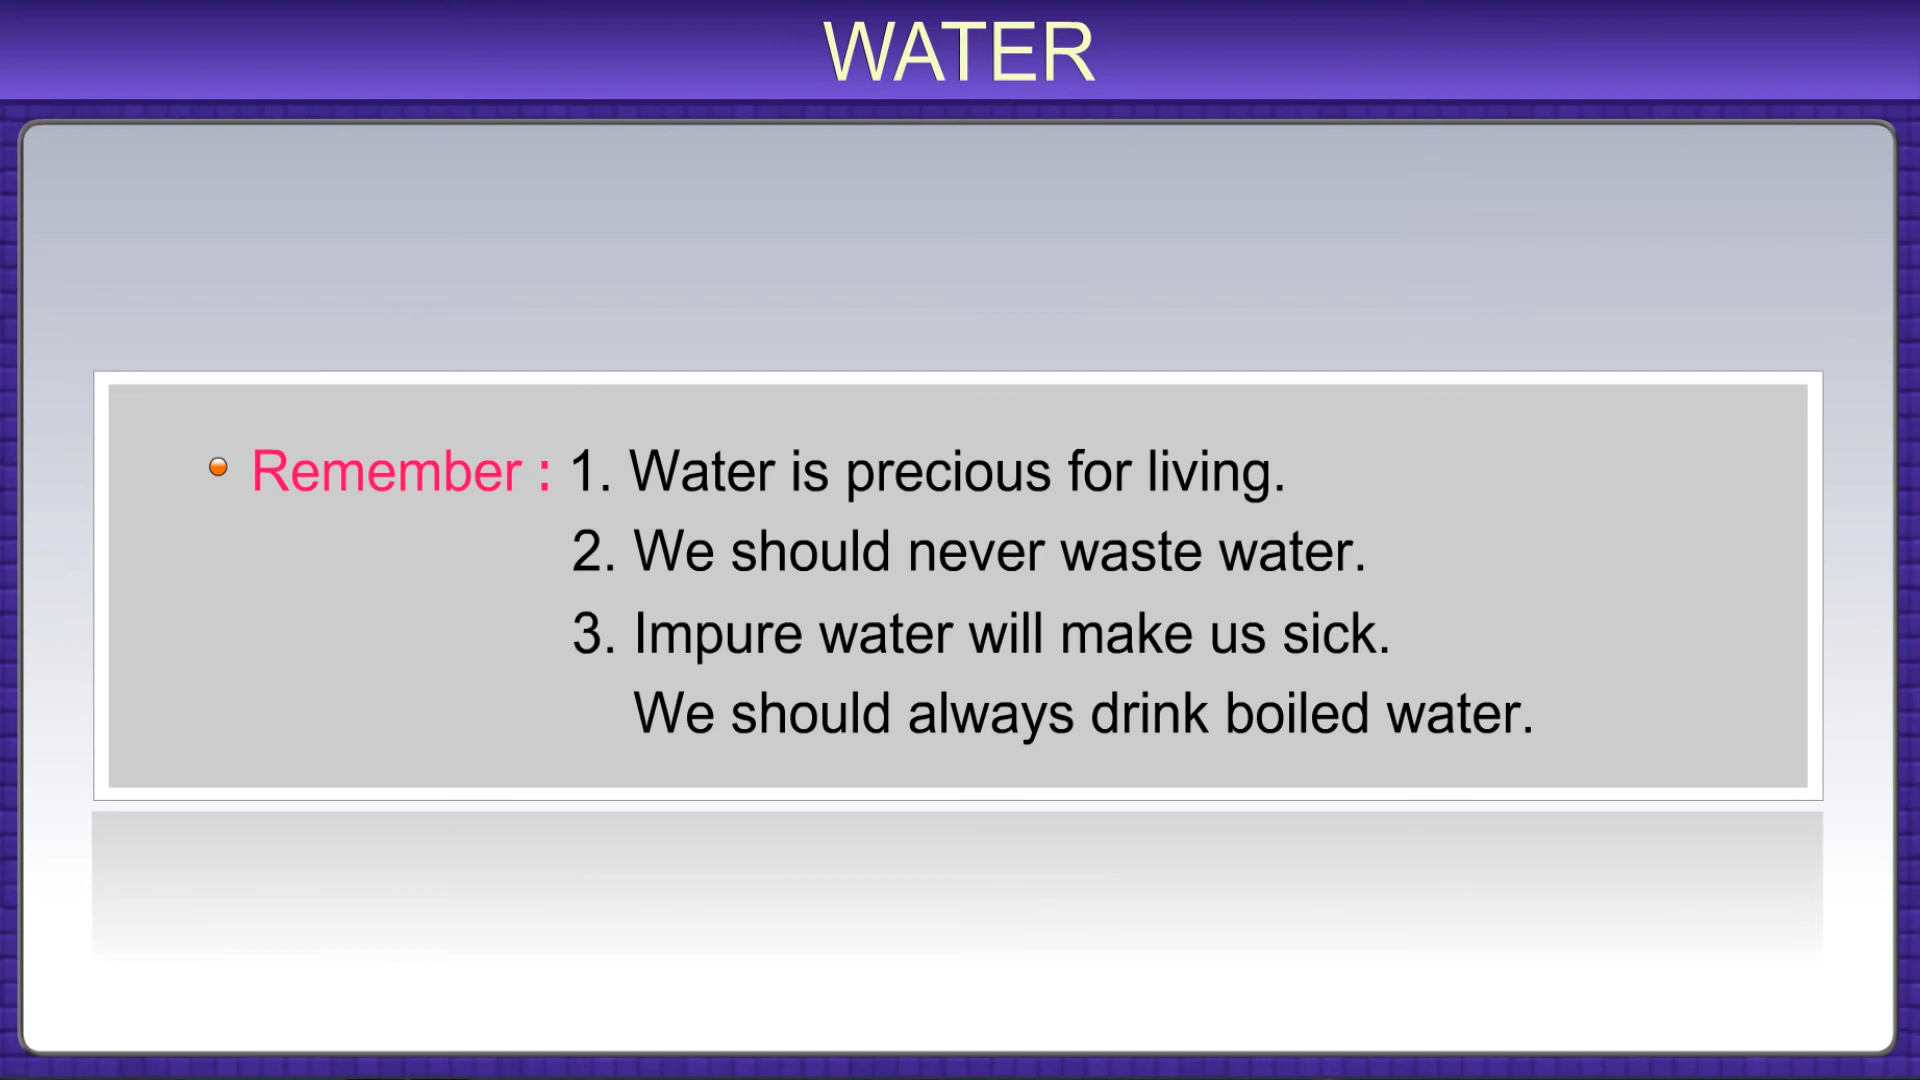 WATER
Remember : 1. Water is precious for living.
2. We should never waste water.
3. Impure water will make us sick.
We should always drink boiled water.